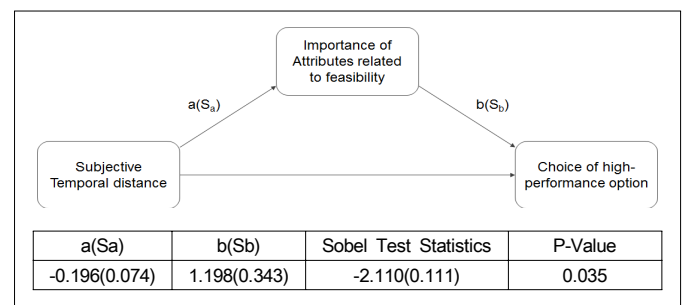 Importance of
Attributes related
to feasibility
a(Sa)
b(Sb)
Subjective
Temporal distance
Choice of high-
performance option
a(Sa) b(Sb) Sobel Test Statistics P-Value
-0.196(0.074) 1.198(0.343) -2.110(0.111) 0.035